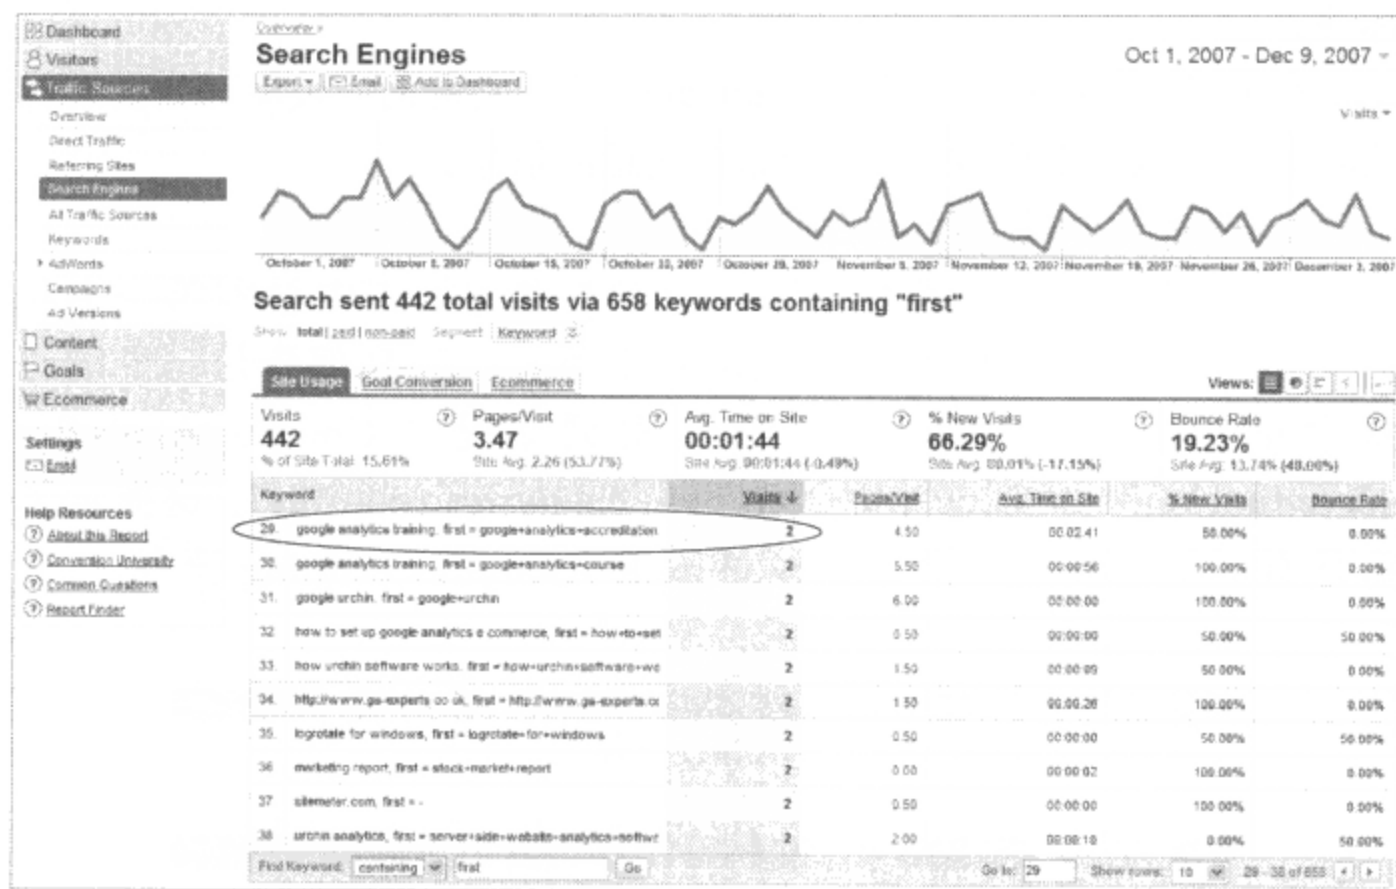 Dashboard
Visitors
Traffic Sources
Overview
Direct Traffic
Referring Sites
Search Engines
All Traffic Sources
Keywords
AdWords
Campaigns
Ad Versions
Content
Goals
Ecommerce
Settings
Email
Help Resources
About this Report
Conversion University
Common Questions
Report Finder
Overview »
Search Engines
Oct 1, 2007 - Dec 9, 2007
Export Email Add to Dashboard
Visits
October 1, 2007 October 8, 2007 October 15, 2007 October 22, 2007 October 29, 2007 November 5, 2007 November 12, 2007 November 19, 2007 November 26, 2007 December 3, 2007
Search sent 442 total visits via 658 keywords containing "first"
Show: total | paid | non-paid Segment: Keyword
Site Usage Goal Conversion Ecommerce Views:
Visits Pages/Visit Avg. Time on Site % New Visits Bounce Rate
442 3.47 00:01:44 66.29% 19.23%
% of Site Total: 15.61% Site Avg: 2.26 (53.77%) Site Avg: 00:01:44 (-0.49%) Site Avg: 80.01% (-17.15%) Site Avg: 13.74% (40.00%)
Keyword Visits ↓ Pages/Visit Avg. Time on Site % New Visits Bounce Rate
29. google analytics training, first = google+analytics+accreditation 2 4.50 00:02:41 50.00% 0.00%
30. google analytics training, first = google+analytics+course 2 5.50 00:00:56 100.00% 0.00%
31. google urchin, first = google+urchin 2 6.00 00:00:00 100.00% 0.00%
32. how to set up google analytics e commerce, first = how+to+set 2 00:00:00 50.00% 50.00%
33. how urchin software works, first = how+urchin+software+wo 2 1.50 00:00:09 50.00% 0.00%
34. http://www.ga-experts.co.uk, first = http://www.ga-experts.co 2 1.50 00:00:26 100.00% 0.00%
35. logrotate for windows, first = logrotate+for+windows 2 0.50 00:00:00 50.00% 50.00%
36. marketing report, first = stock+market+report 2 00:00:02 100.00% 0.00%
37. sitemeter.com, first = - 2 0.50 00:00:00 100.00% 0.00%
38. urchin analytics, first = server+side+website+analytics+softwa 2 2.00 00:00:10 0.00% 50.00%
Find Keyword: containing first Go Go to: 29 Show rows: 10 29 - 38 of 658